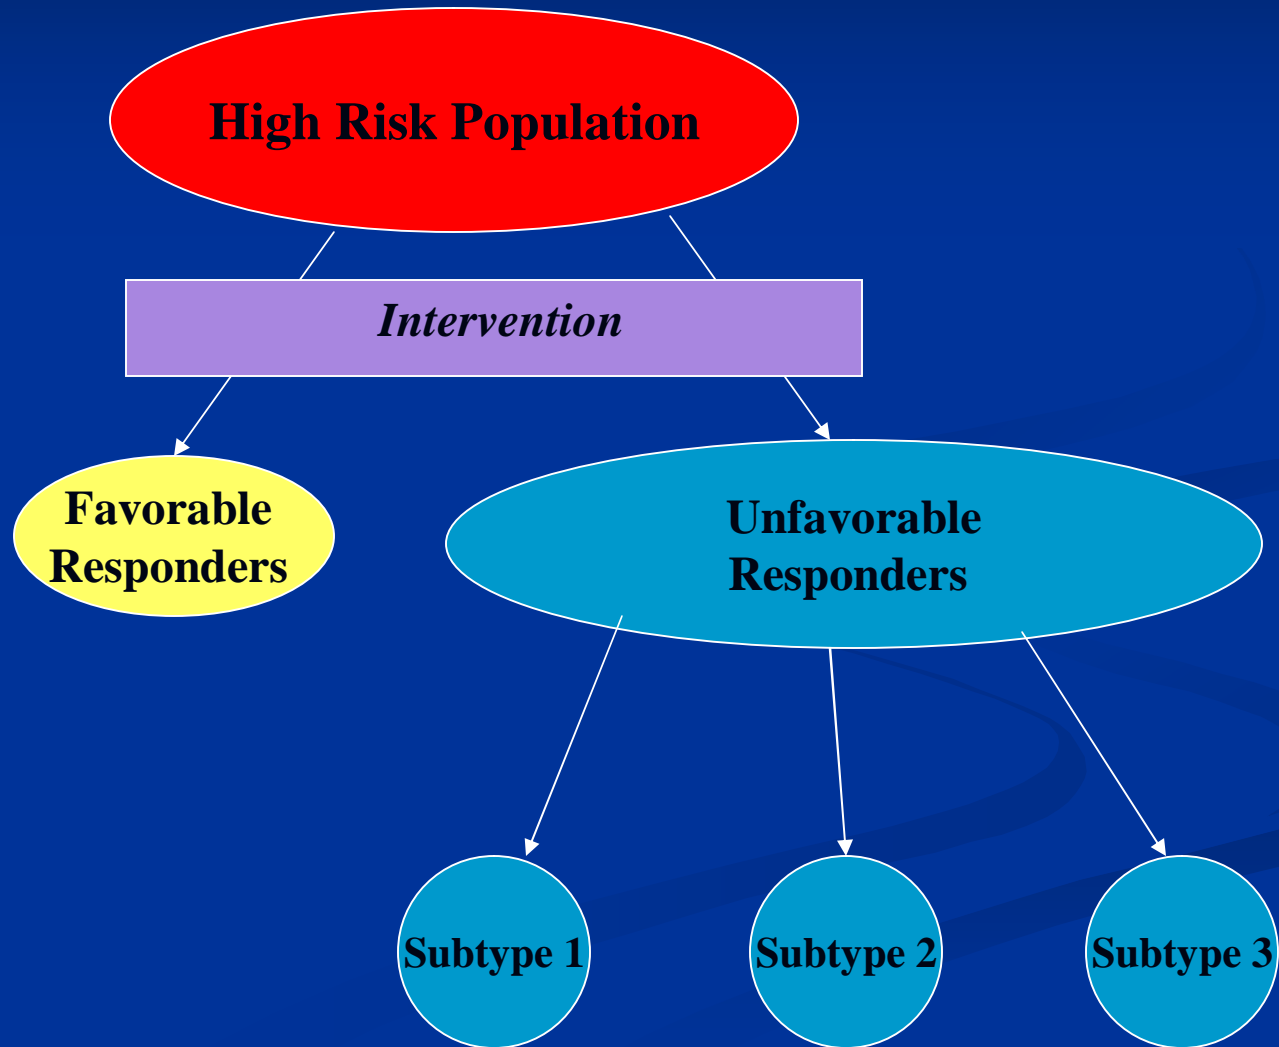 High Risk Population
Intervention
Favorable
Responders
Unfavorable
Responders
Subtype 1
Subtype 2
Subtype 3